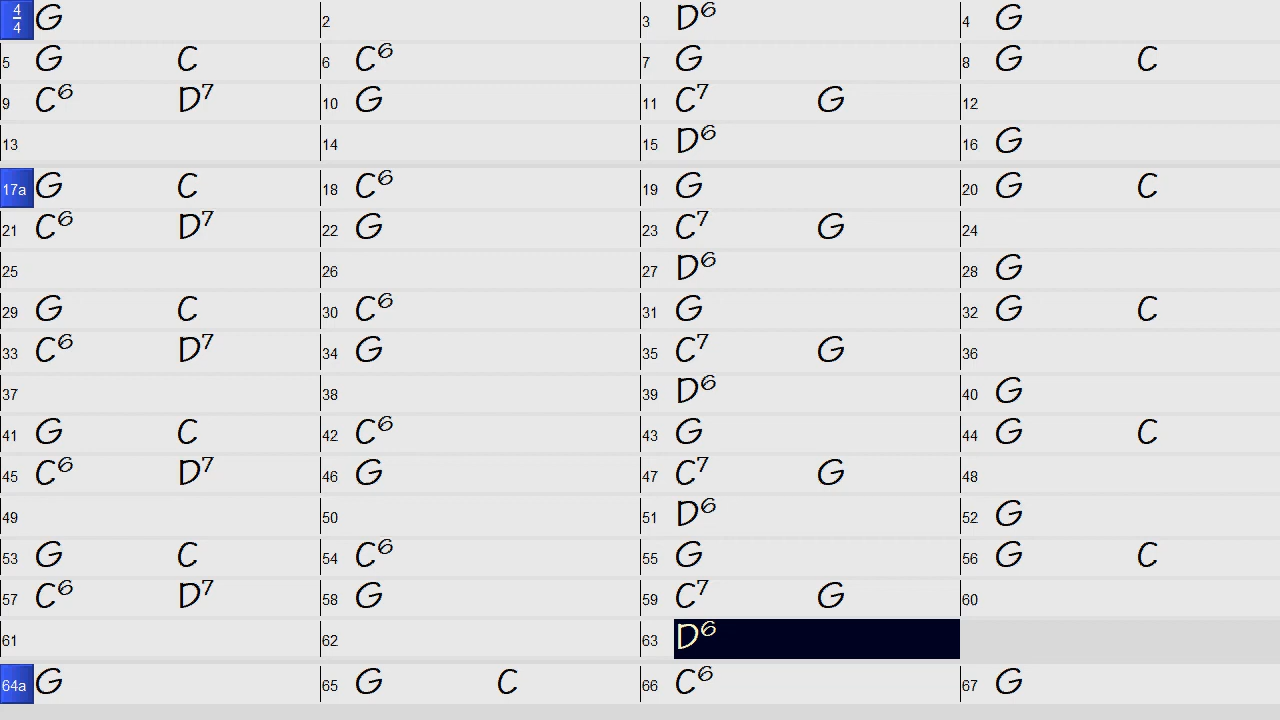 4/4 G 2 3 D6 4 G
5 G C 6 C6 7 G 8 G C
9 C6 D7 10 G 11 C7 G 12
13 14 15 D6 16 G
17a G C 18 C6 19 G 20 G C
21 C6 D7 22 G 23 C7 G 24
25 26 27 D6 28 G
29 G C 30 C6 31 G 32 G C
33 C6 D7 34 G 35 C7 G 36
37 38 39 D6 40 G
41 G C 42 C6 43 G 44 G C
45 C6 D7 46 G 47 C7 G 48
49 50 51 D6 52 G
53 G C 54 C6 55 G 56 G C
57 C6 D7 58 G 59 C7 G 60
61 62 63 D6
64a G 65 G C 66 C6 67 G